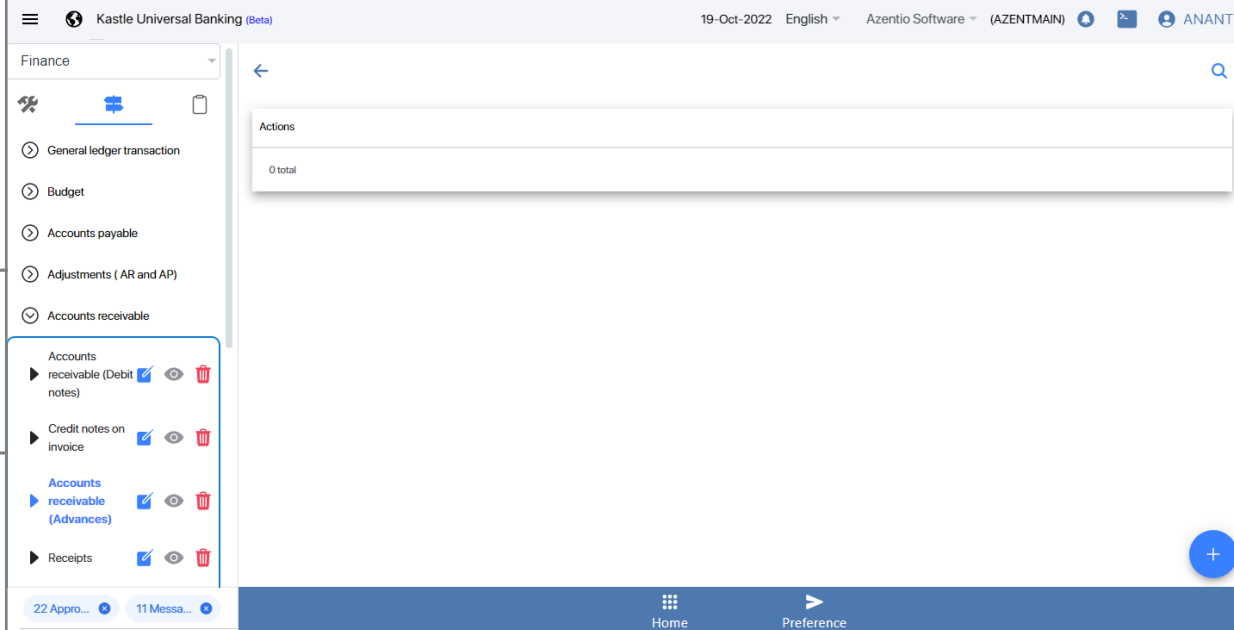 Kastle Universal Banking (Beta)
19-Oct-2022 English Azentio Software (AZENTMAIN) ANANT
Finance
General ledger transaction
Budget
Accounts payable
Adjustments ( AR and AP)
Accounts receivable
Accounts
receivable (Debit
notes)
Credit notes on
invoice
Accounts
receivable
(Advances)
Receipts
22 Appro...
11 Messa...
Actions
0 total
Home
Preference